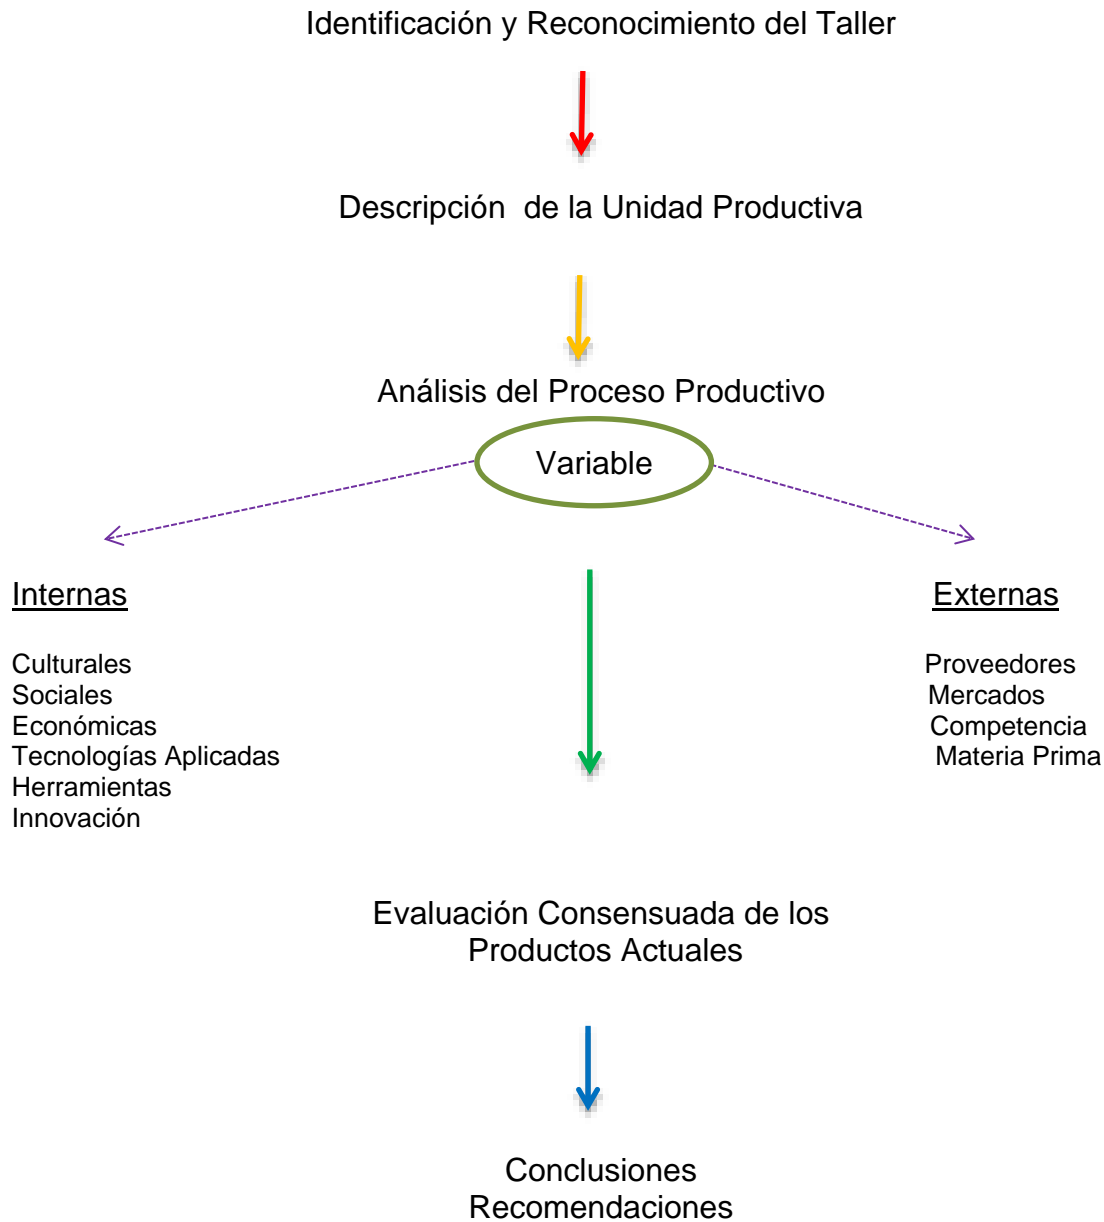 Identificación y Reconocimiento del Taller
Descripción  de la Unidad Productiva
Análisis del Proceso Productivo
Variable
Internas
Culturales
Sociales
Económicas
Tecnologías Aplicadas
Herramientas
Innovación
Externas
Proveedores
Mercados
Competencia
Materia Prima
Evaluación Consensuada de los
Productos Actuales
Conclusiones
Recomendaciones